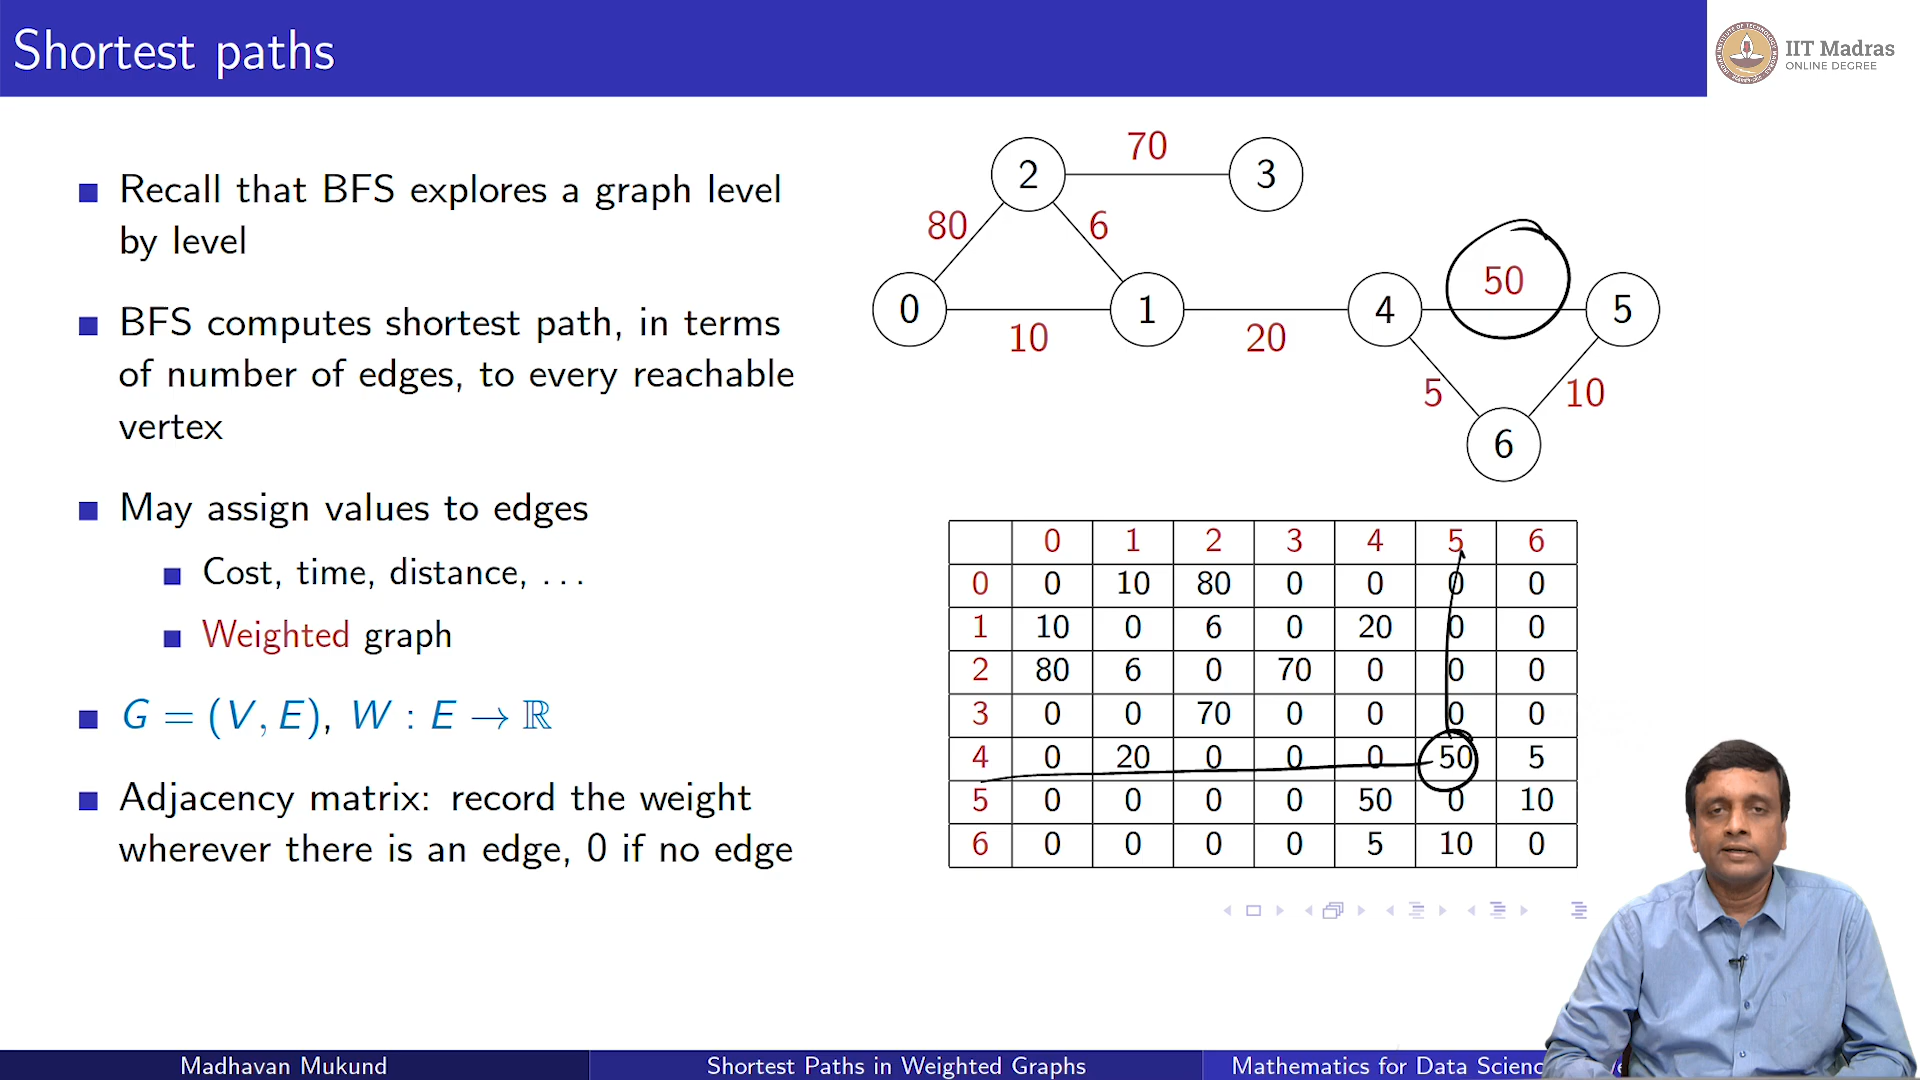 Shortest paths
IIT Madras
ONLINE DEGREE
Recall that BFS explores a graph level
by level
BFS computes shortest path, in terms
of number of edges, to every reachable
vertex
May assign values to edges
Cost, time, distance, ...
Weighted graph
G = (V, E), W : E → ℝ
Adjacency matrix: record the weight
wherever there is an edge, 0 if no edge
70
2 3
80 6
50
0 1 4 5
10 20
5 10
6
0 1 2 3 4 5 6
0 0 10 80 0 0 0 0
1 10 0 6 0 20 0 0
2 80 6 0 70 0 0 0
3 0 0 70 0 0 0 0
4 0 20 0 0 0 50 5
5 0 0 0 0 50 0 10
6 0 0 0 0 5 10 0
Madhavan Mukund
Shortest Paths in Weighted Graphs
Mathematics for Data